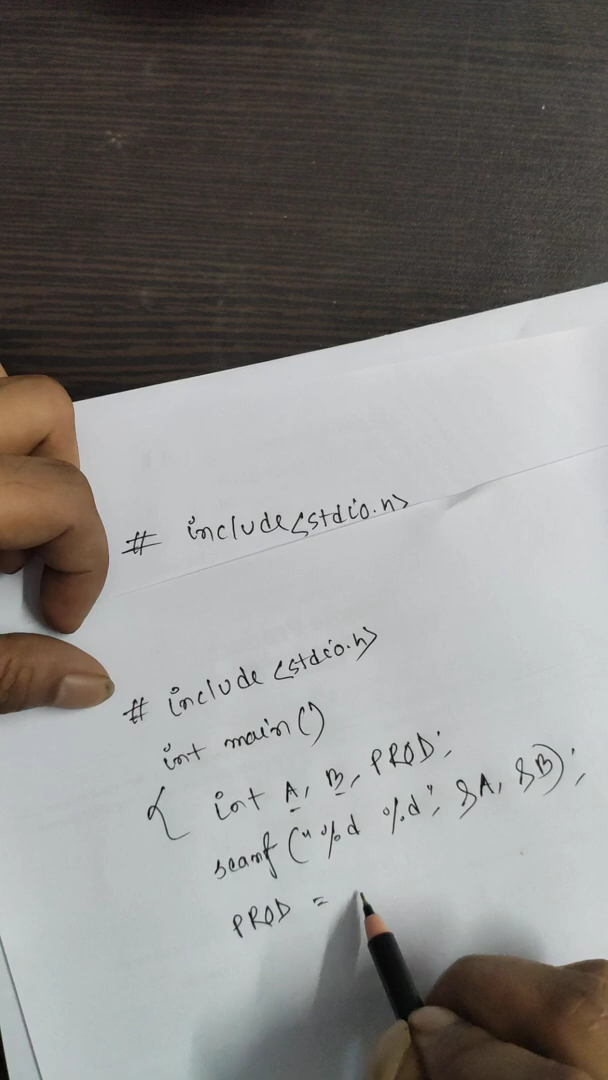 # include<stdio.h>
# include <stdio.h>
int main()
{ int A, B, PROD;
scanf ("%d %d", &A, &B);
PROD =